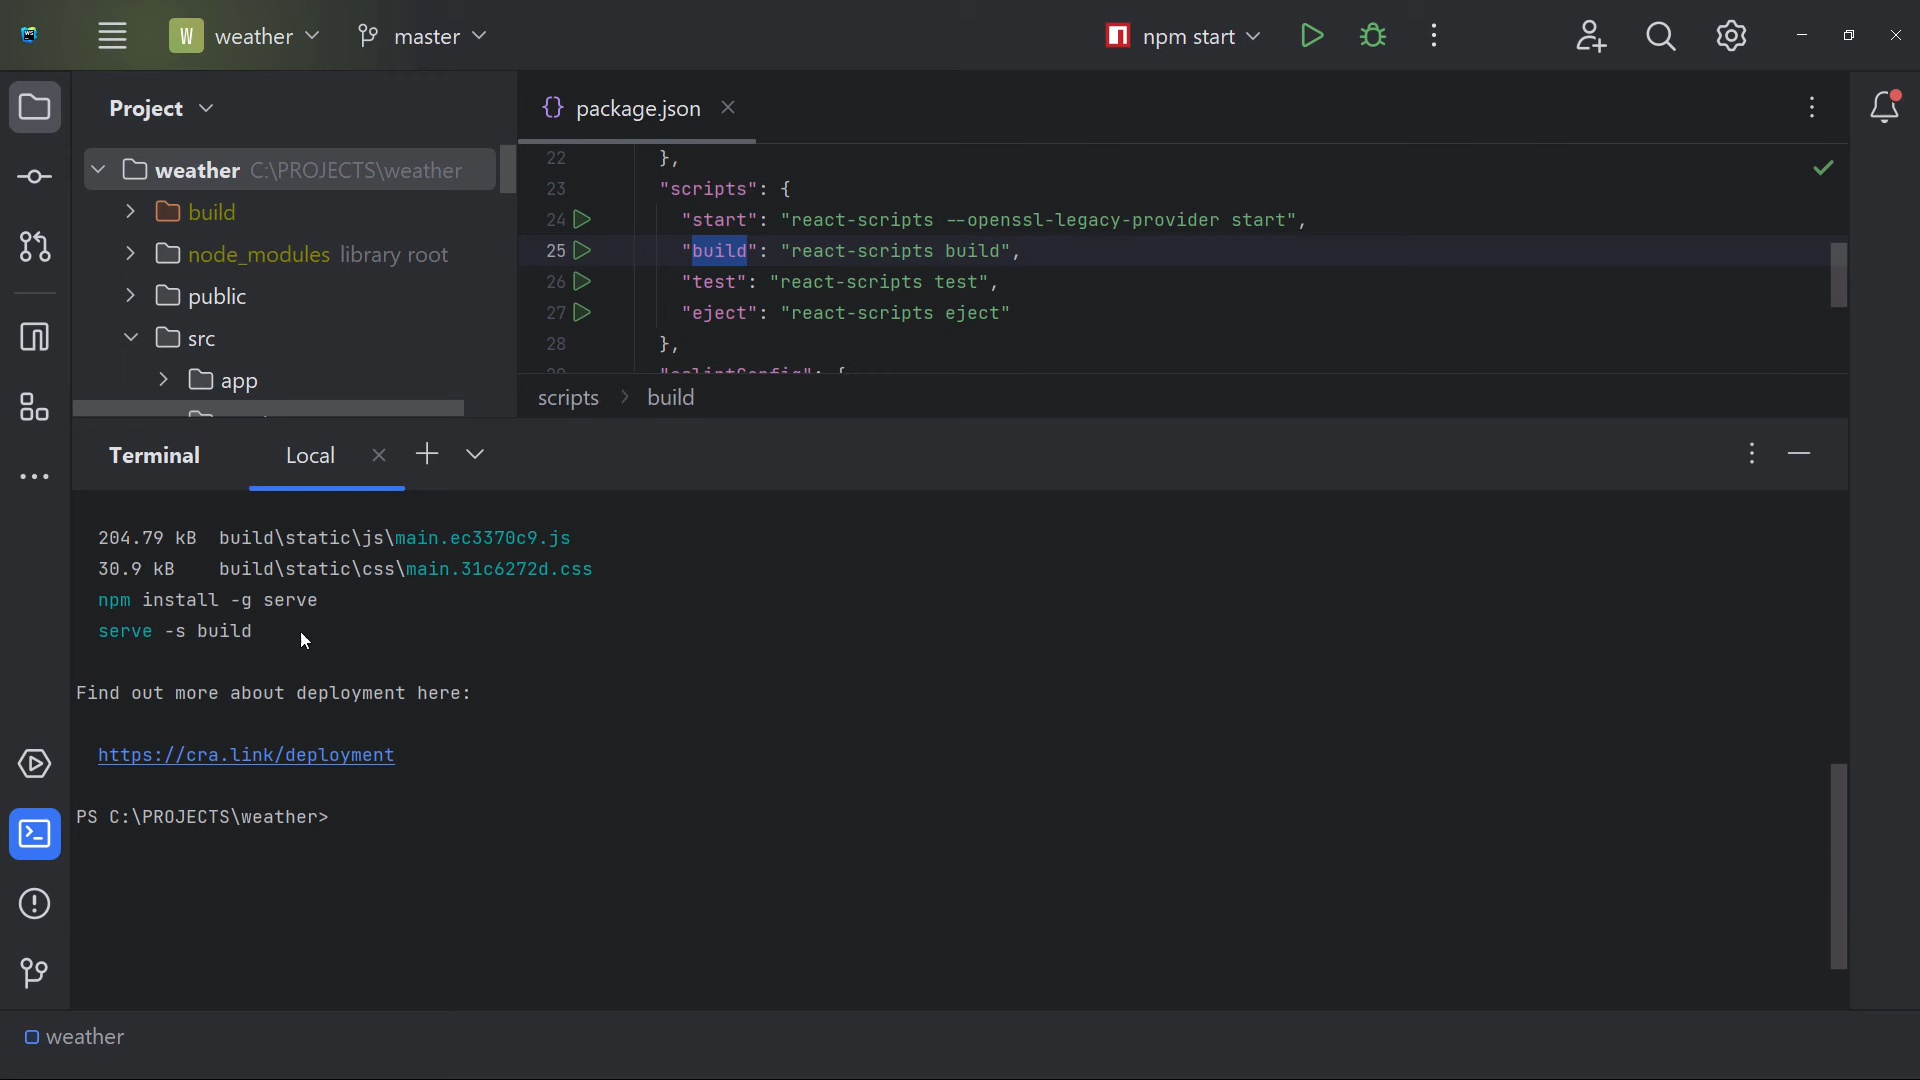 WS
W weather master npm start
Project
package.json
weather C:\PROJECTS\weather
build
node_modules library root
public
src
app
22 },
23 "scripts": {
24 "start": "react-scripts --openssl-legacy-provider start",
25 "build": "react-scripts build",
26 "test": "react-scripts test",
27 "eject": "react-scripts eject"
28 },
29 "eslintConfig": {
scripts > build
Terminal Local
204.79 kB build\static\js\main.ec3370c9.js
30.9 kB build\static\css\main.31c6272d.css
npm install -g serve
serve -s build
Find out more about deployment here:
https://cra.link/deployment
PS C:\PROJECTS\weather>
weather